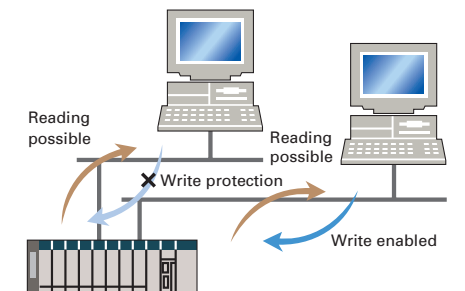 Reading
possible
Reading
possible
Write protection
Write enabled